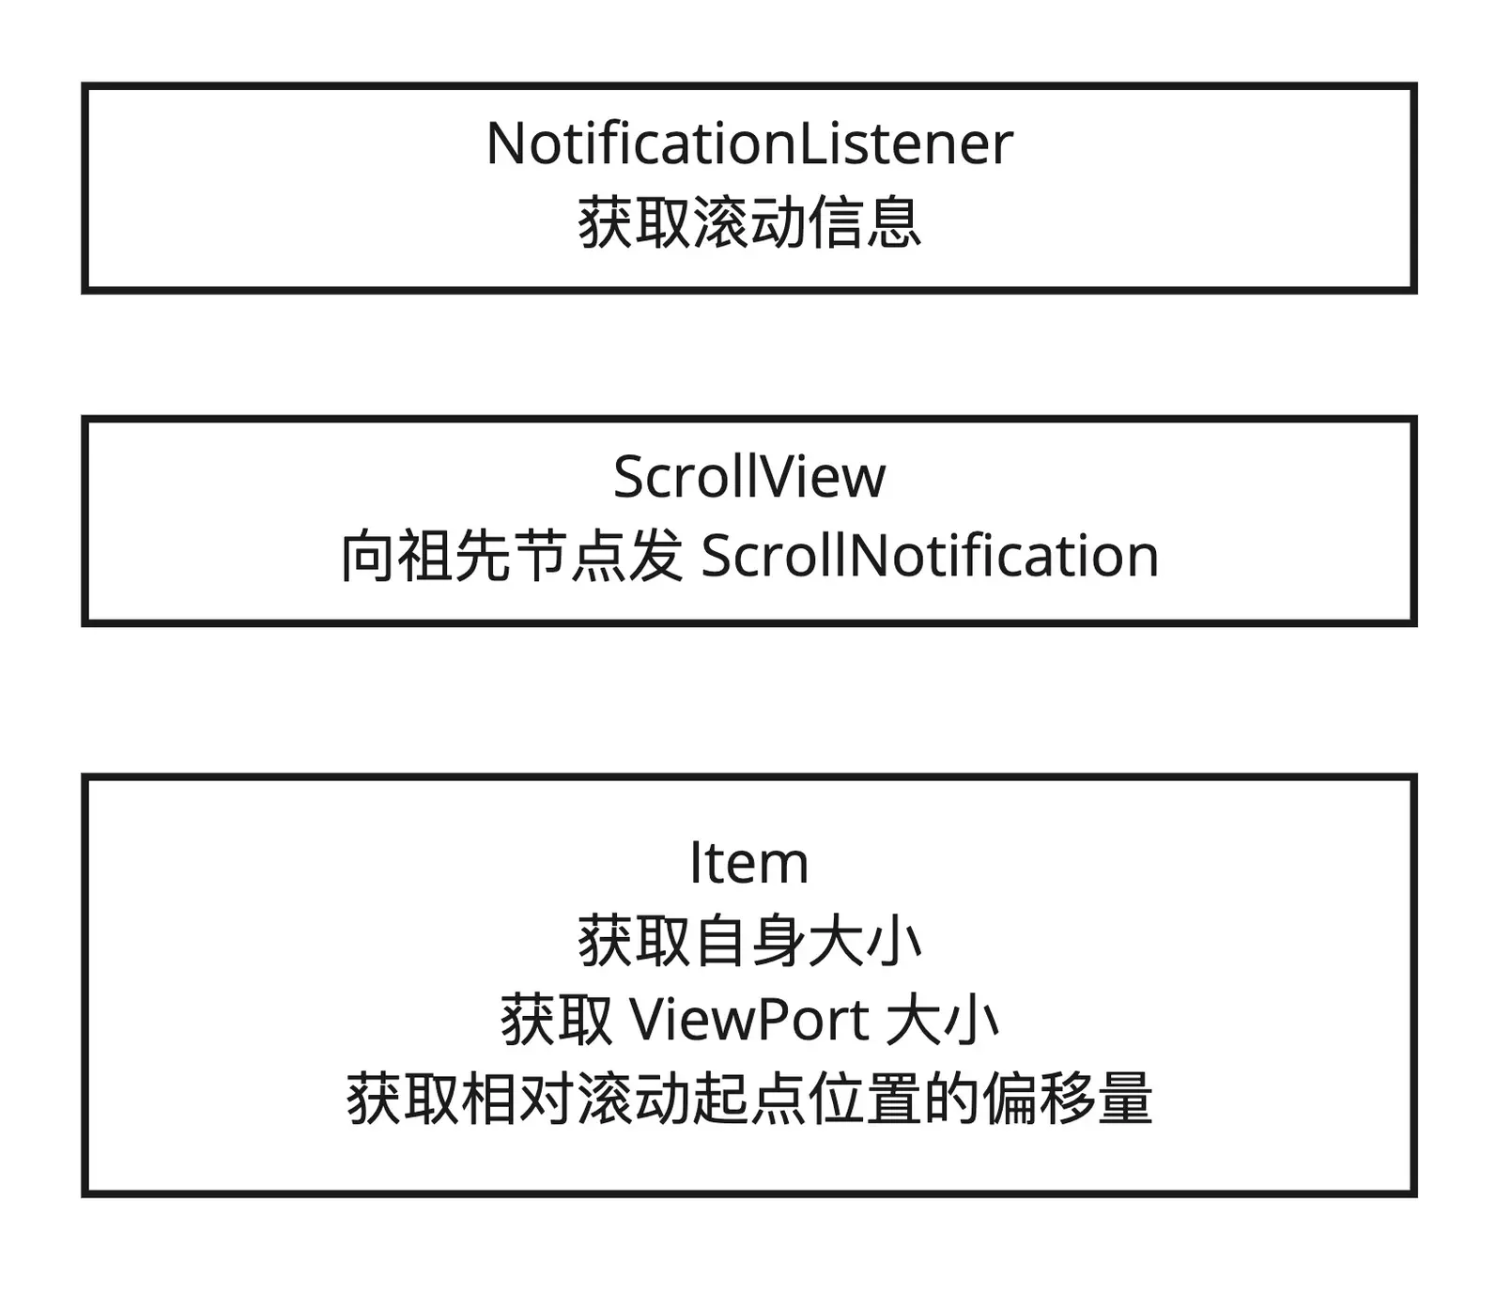 NotificationListener
获取滚动信息
ScrollView
向祖先节点发 ScrollNotification
Item
获取自身大小
获取 ViewPort 大小
获取相对滚动起点位置的偏移量